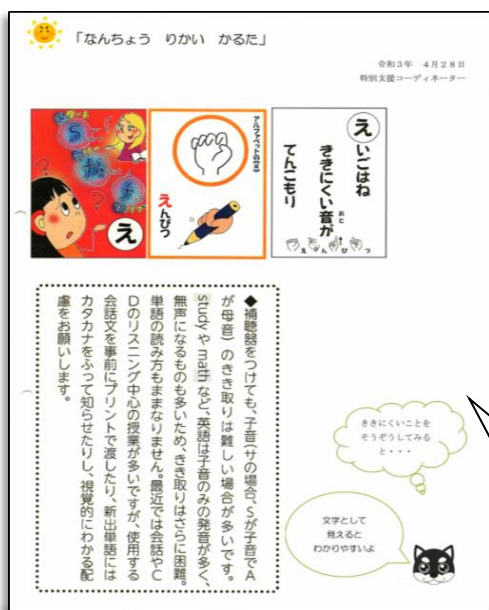 「なんちょう りかい かるた」
令和３年 ４月２８日
特別支援コーディネーター
え
いごはね
ききにくい音が
おと
てんこもり
えんぴつ
アルファベットの【E】
えんぴつ
え
◆補聴器をつけても、子音（サの場合、Sが子音でA
が母音）のきき取りは難しい場合が多いです。
study や math など、英語は子音のみの発音が多く、
無声になるものも多いため、きき取りはさらに困難。
単語の読み方もままなりません。最近では会話やC
Dのリスニング中心の授業が多いですが、使用する
会話文を事前にプリントで渡したり、新出単語には
カタカナをふって知らせたりし、視覚的にわかる配
慮をお願いします。
ききにくいことを
そうぞうしてみる
と・・・
文字として
見えると
わかりやすいよ